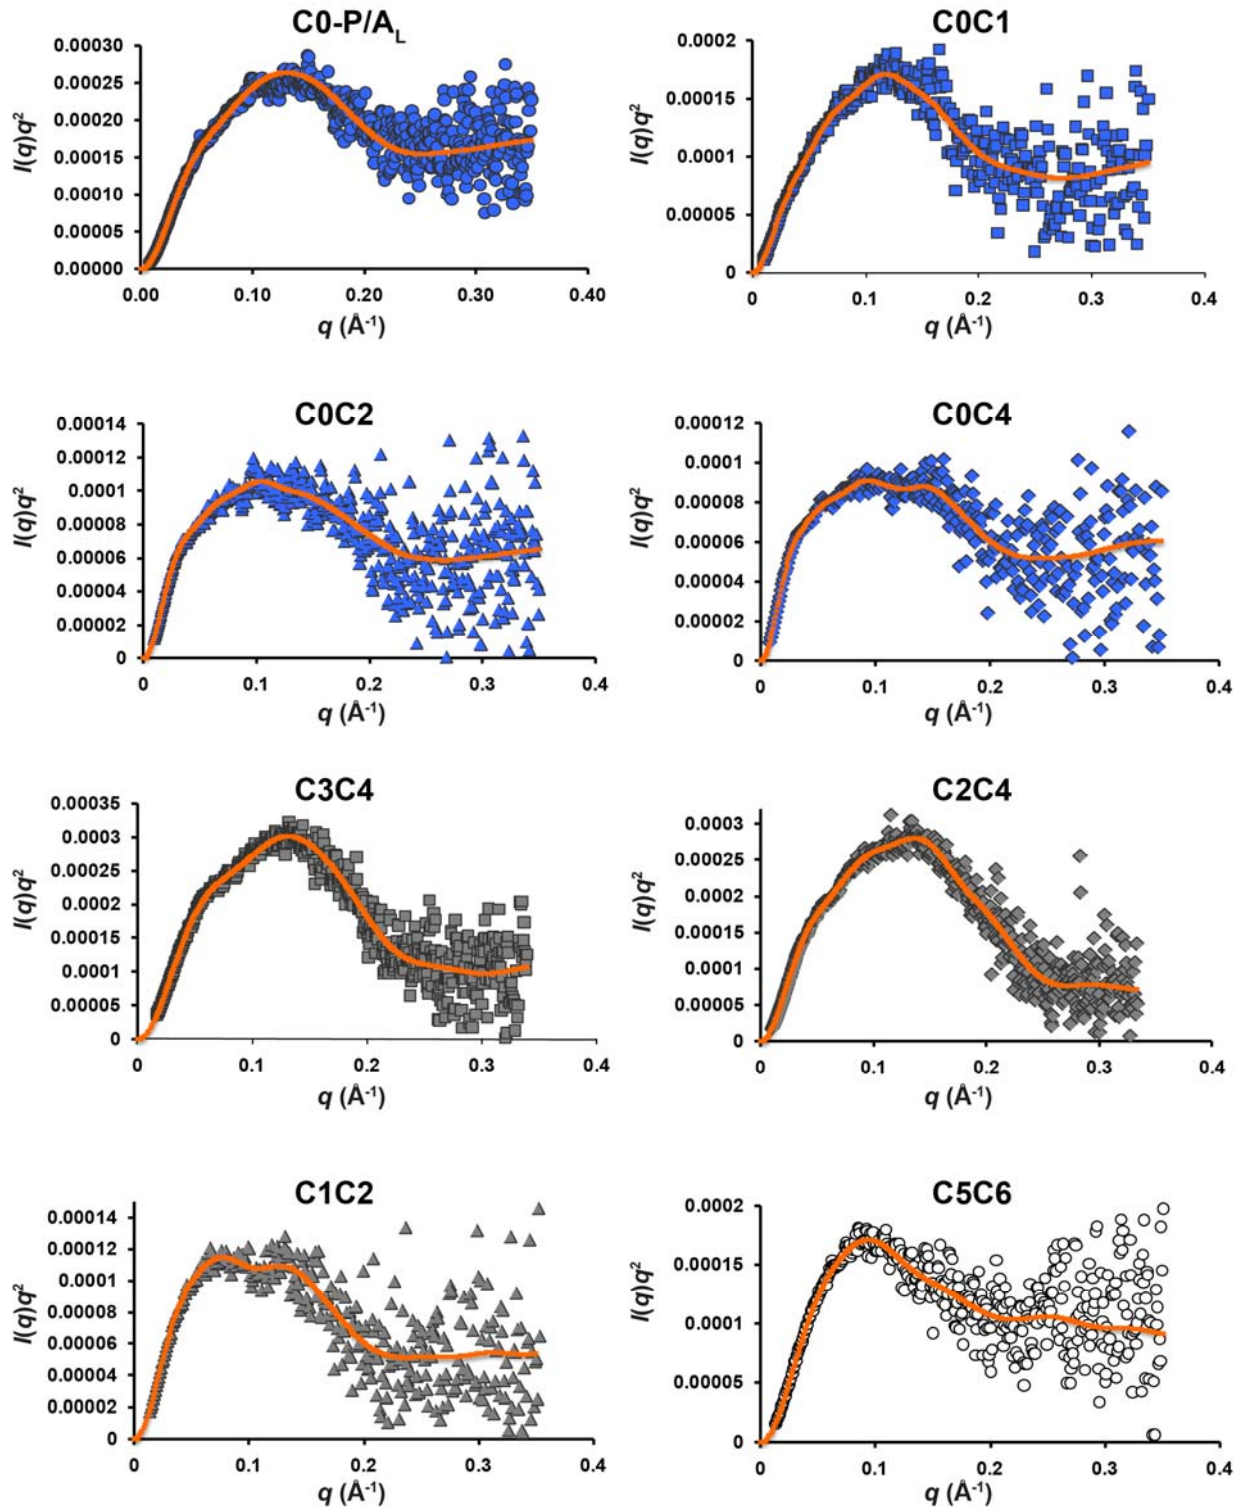 C0-P/A_L
I(q)q²
0.00030
0.00025
0.00020
0.00015
0.00010
0.00005
0.00000
0.00 0.10 0.20 0.30 0.40
q (Å⁻¹)
C0C1
I(q)q²
0.0002
0.00015
0.0001
0.00005
0
0 0.1 0.2 0.3 0.4
q (Å⁻¹)
C0C2
I(q)q²
0.00014
0.00012
0.0001
0.00008
0.00006
0.00004
0.00002
0
0 0.1 0.2 0.3 0.4
q (Å⁻¹)
C0C4
I(q)q²
0.00012
0.0001
0.00008
0.00006
0.00004
0.00002
0
0 0.1 0.2 0.3 0.4
q (Å⁻¹)
C3C4
I(q)q²
0.00035
0.0003
0.00025
0.0002
0.00015
0.0001
0.00005
0
0 0.1 0.2 0.3 0.4
q (Å⁻¹)
C2C4
I(q)q²
0.0003
0.00025
0.0002
0.00015
0.0001
0.00005
0
0 0.1 0.2 0.3 0.4
q (Å⁻¹)
C1C2
I(q)q²
0.00014
0.00012
0.0001
0.00008
0.00006
0.00004
0.00002
0
0 0.1 0.2 0.3 0.4
q (Å⁻¹)
C5C6
I(q)q²
0.0002
0.00015
0.0001
0.00005
0
0 0.1 0.2 0.3 0.4
q (Å⁻¹)